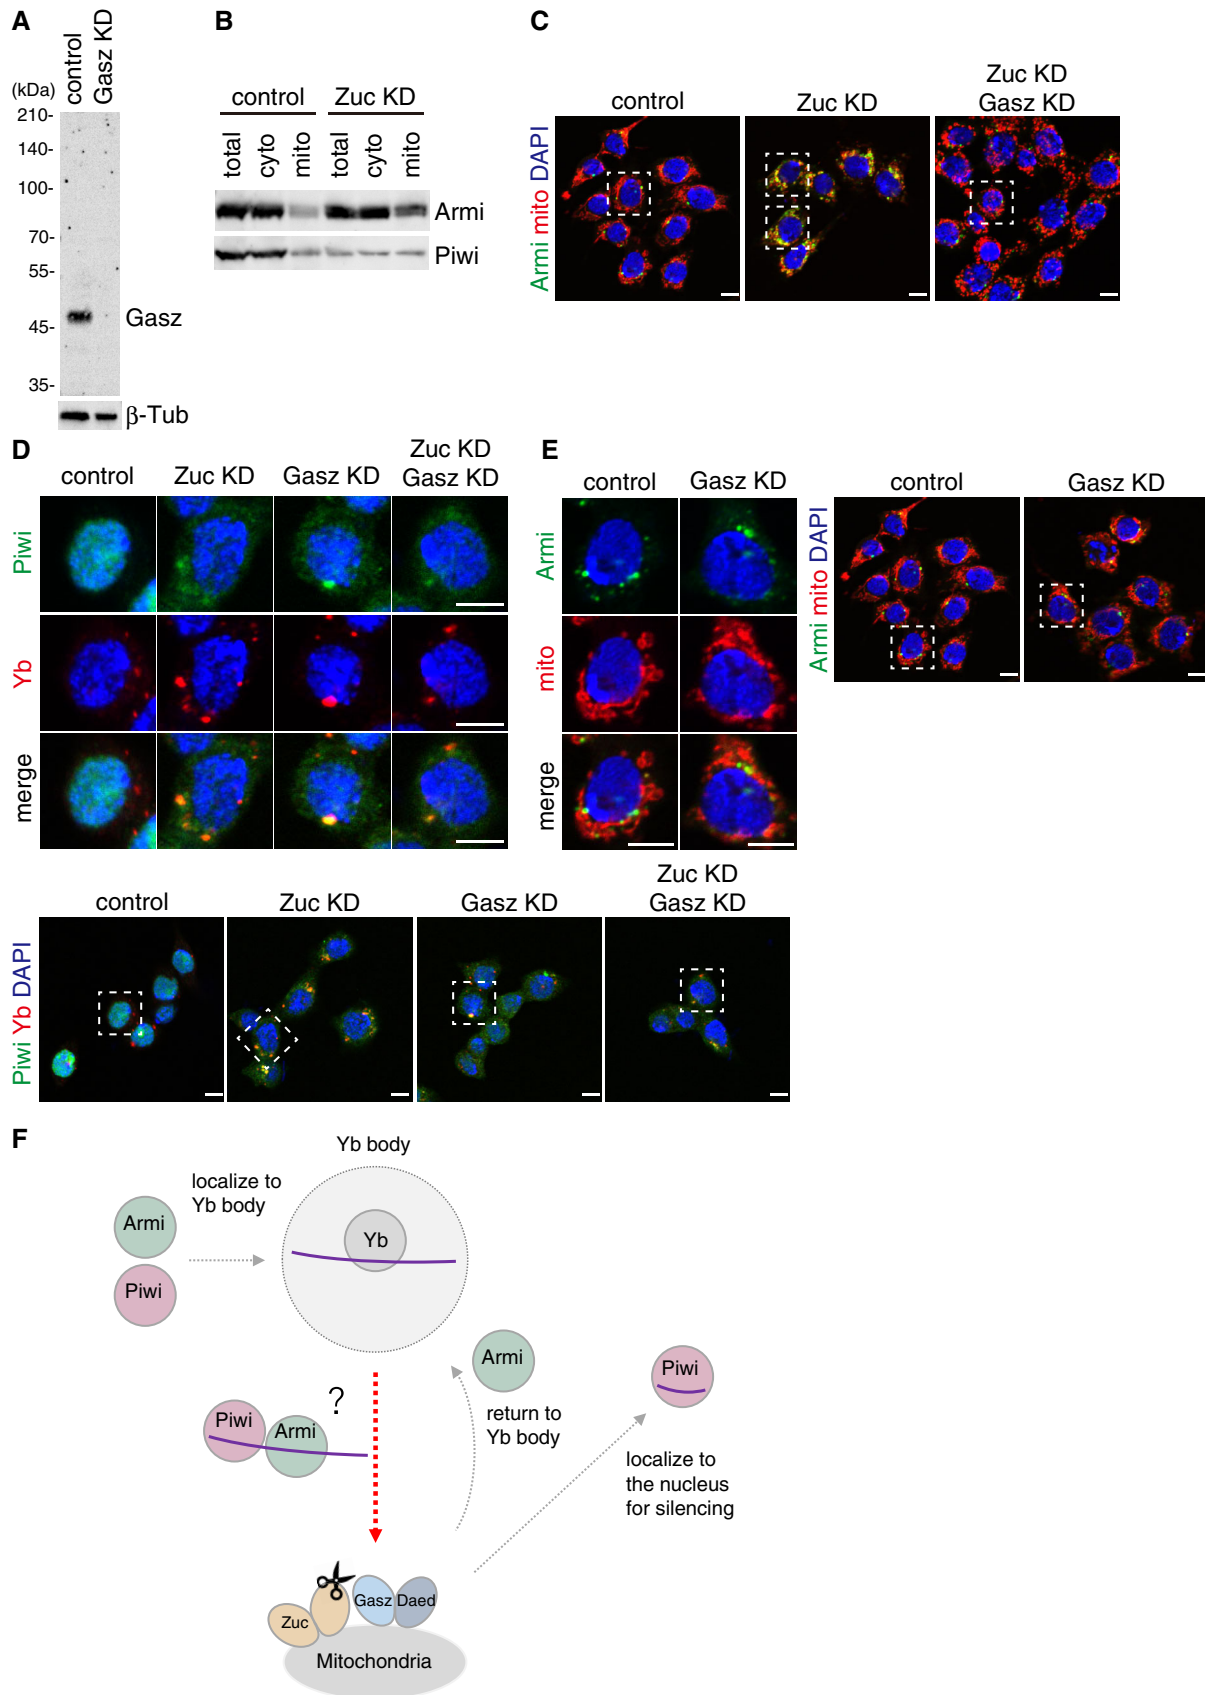 A
control
Gasz KD
(kDa)
210-
140-
100-
70-
55-
45-
35-
Gasz
β-Tub
B
control
Zuc KD
total
cyto
mito
total
cyto
mito
Armi
Piwi
C
control
Zuc KD
Zuc KD
Gasz KD
Armi mito DAPI
D
control
Zuc KD
Gasz KD
Zuc KD
Gasz KD
Piwi
Yb
merge
control
Zuc KD
Gasz KD
Zuc KD
Gasz KD
Piwi Yb DAPI
E
control
Gasz KD
Armi
mito
merge
control
Gasz KD
Armi mito DAPI
F
Yb body
localize to
Yb body
Armi
Piwi
Yb
Armi
Piwi
?
Piwi
Armi
return to
Yb body
localize to
the nucleus
for silencing
Zuc
Gasz
Daed
Mitochondria